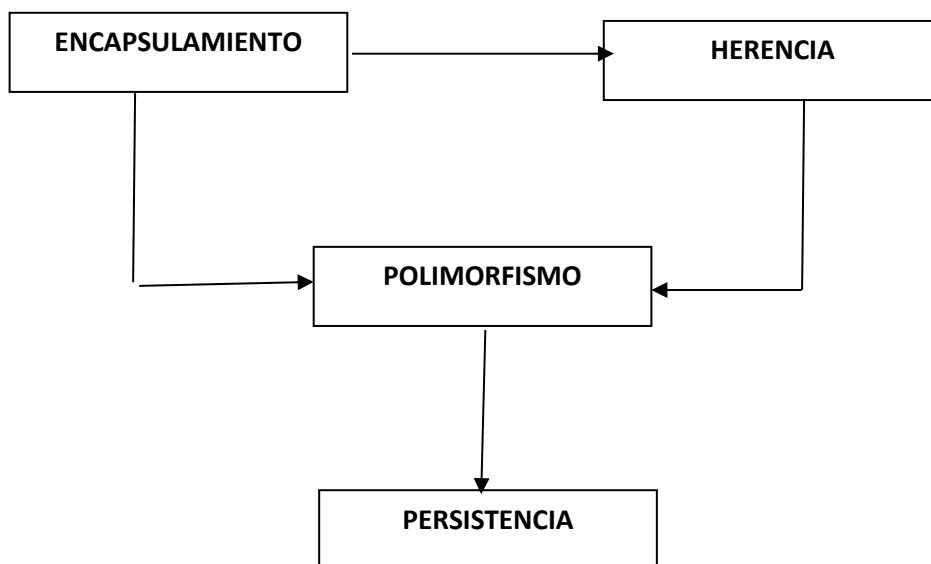 ENCAPSULAMIENTO
HERENCIA
POLIMORFISMO
PERSISTENCIA